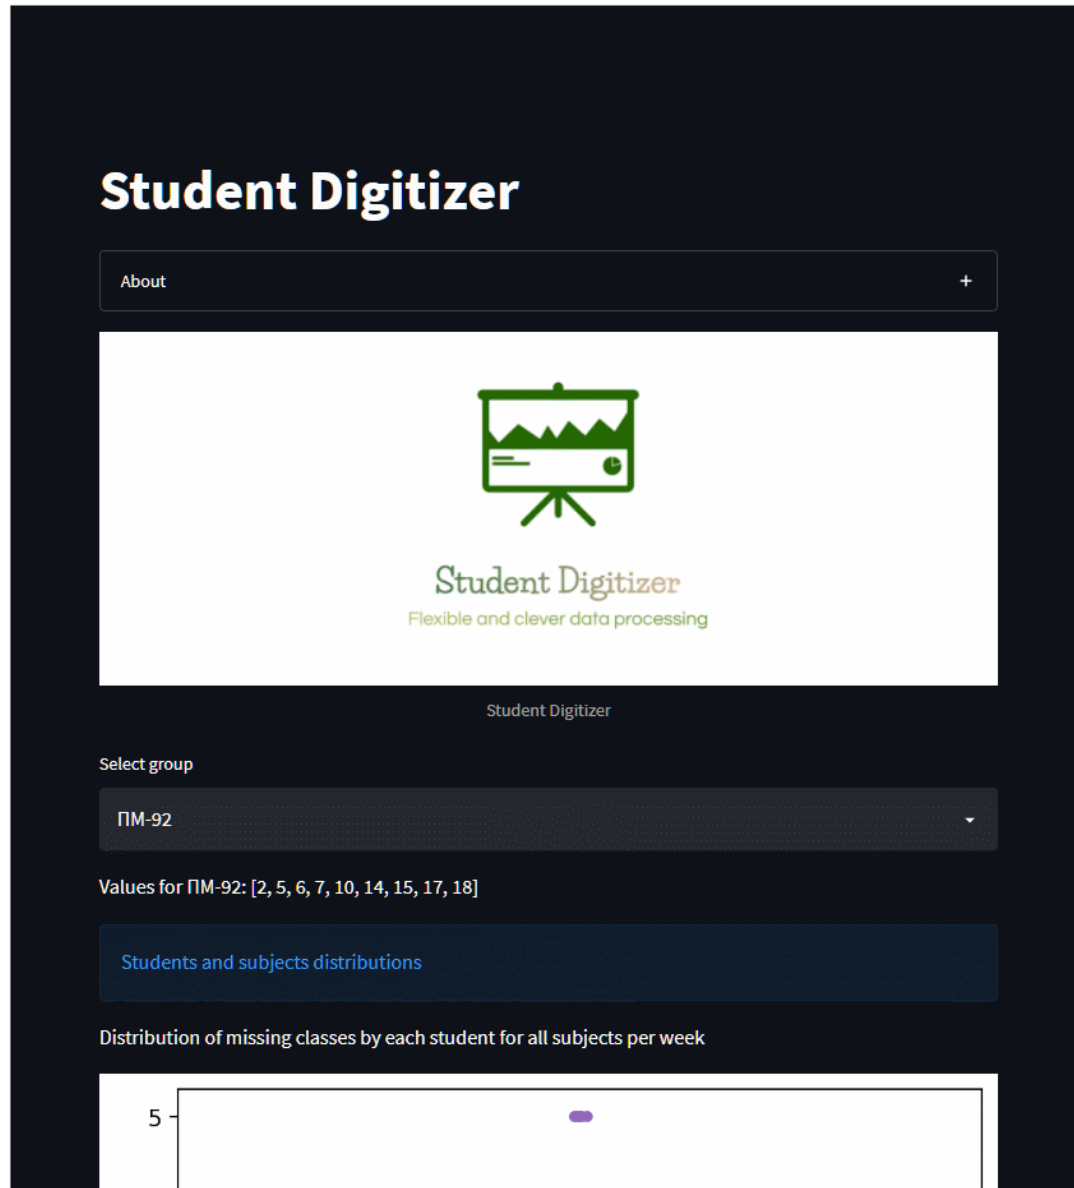 Student Digitizer
About
Student Digitizer
Flexible and clever data processing
Student Digitizer
Select group
ПМ-92
Values for ПМ-92: [2, 5, 6, 7, 10, 14, 15, 17, 18]
Students and subjects distributions
Distribution of missing classes by each student for all subjects per week
5